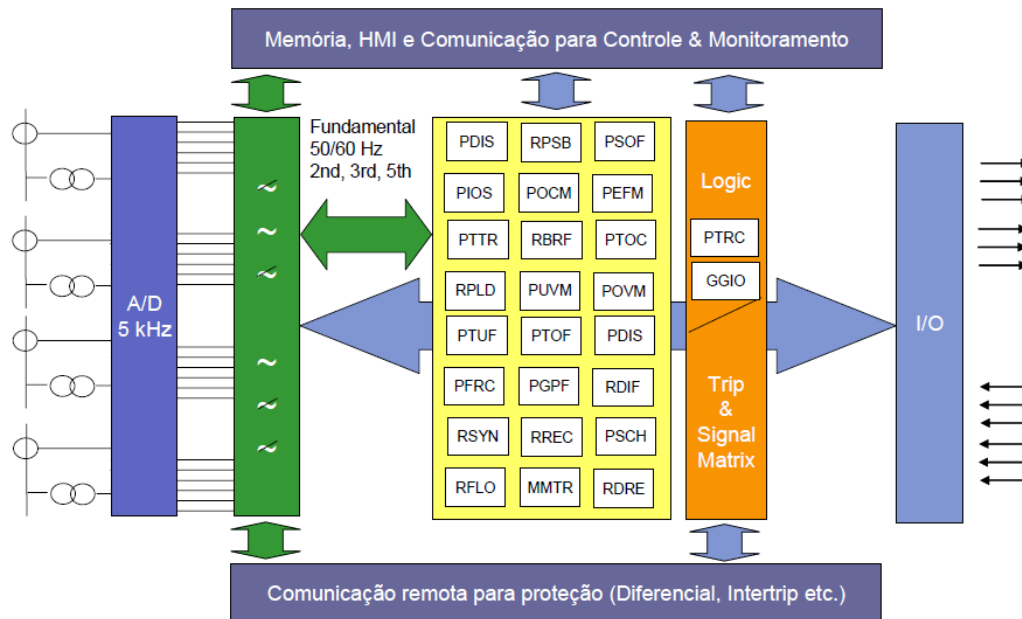 Memória, HMI e Comunicação para Controle & Monitoramento
Fundamental
50/60 Hz
2nd, 3rd, 5th
A/D
5 kHz
~
~
~
~
~
~
PDIS RPSB PSOF
PIOS POCM PEFM
PTTR RBRF PTOC
RPLD PUVM POVM
PTUF PTOF PDIS
PFRC PGPF RDIF
RSYN RREC PSCH
RFLO MMTR RDRE
Logic
PTRC
GGIO
Trip
&
Signal
Matrix
I/O
Comunicação remota para proteção (Diferencial, Intertrip etc.)